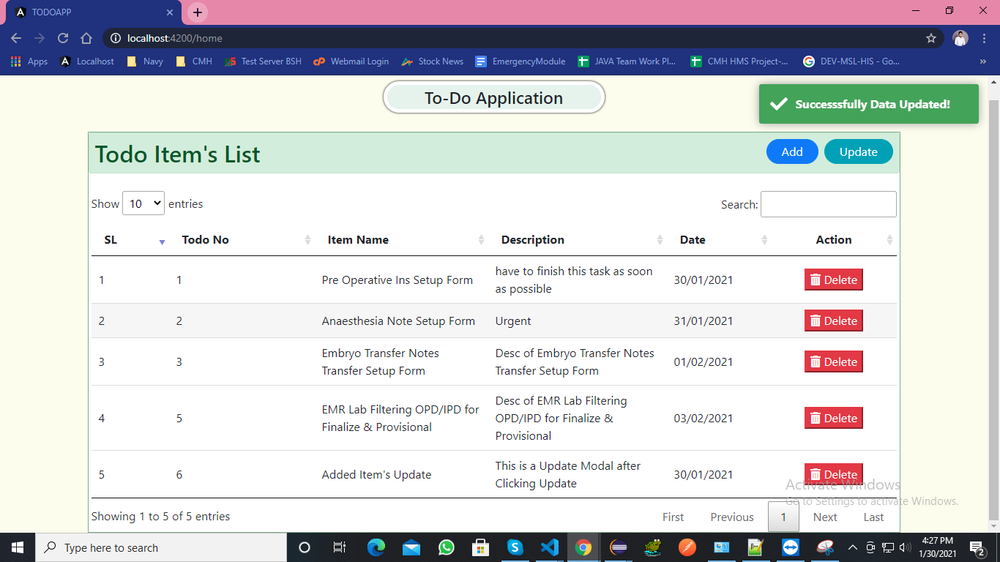 TODOAPP
localhost:4200/home
Apps Localhost Navy CMH Test Server BSH Webmail Login Stock News EmergencyModule JAVA Team Work Pl... CMH HMS Project-... DEV-MSL-HIS - Go... »
To-Do Application
Successsfully Data Updated!
Todo Item's List Add Update
Show 10 entries Search:
SL Todo No Item Name Description Date Action
1 1 Pre Operative Ins Setup Form have to finish this task as soon 30/01/2021 Delete
as possible
2 2 Anaesthesia Note Setup Form Urgent 31/01/2021 Delete
3 3 Embryo Transfer Notes Desc of Embryo Transfer Notes 01/02/2021 Delete
Transfer Setup Form Transfer Setup Form
4 5 EMR Lab Filtering OPD/IPD for Desc of EMR Lab Filtering 03/02/2021 Delete
Finalize & Provisional OPD/IPD for Finalize &
Provisional
5 6 Added Item's Update This is a Update Modal after 30/01/2021 Delete
Clicking Update
Activate Windows
Go to Settings to activate Windows.
Showing 1 to 5 of 5 entries First Previous 1 Next Last
Type here to search
4:27 PM
1/30/2021
2